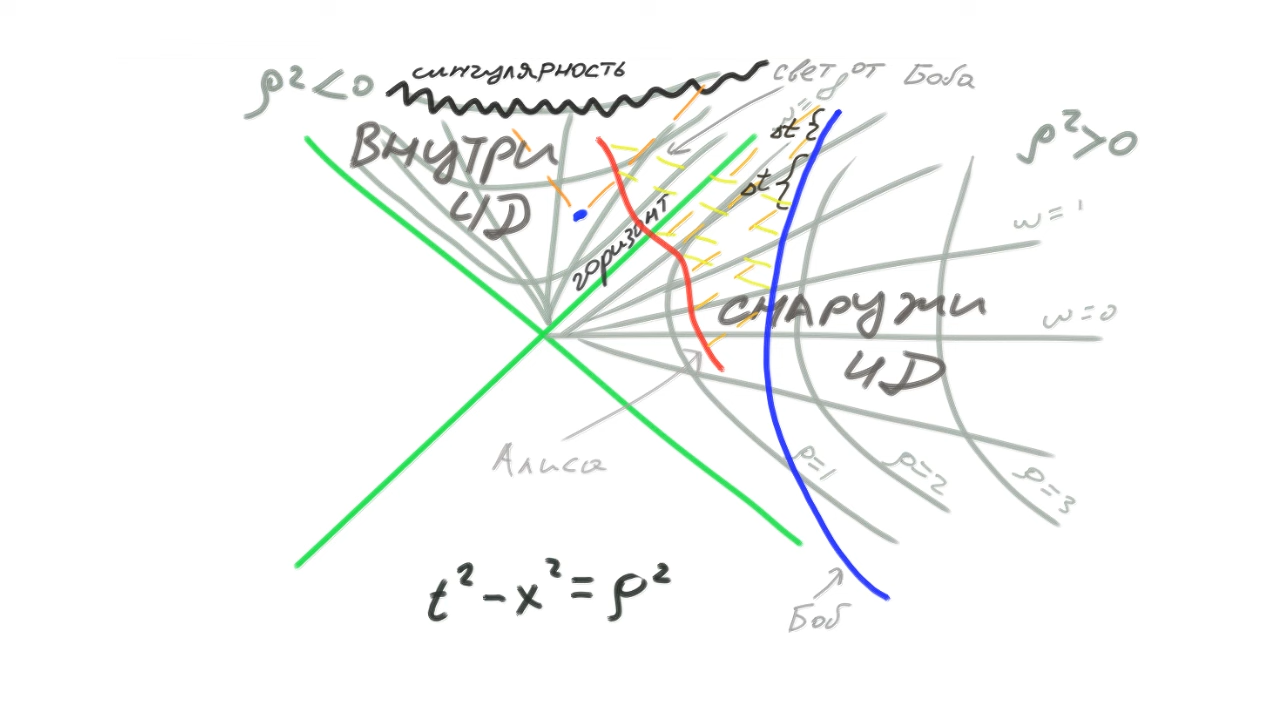 ρ² < 0
сингулярность
свет от Боба
ρ² > 0
ВНУТРИ
ЧД
Δt {
Δt {
горизонт
ω = 1
СНАРУЖИ
ЧД
ω = 0
Алиса
ρ=1
ρ=2
ρ=3
t² - x² = ρ²
Боб